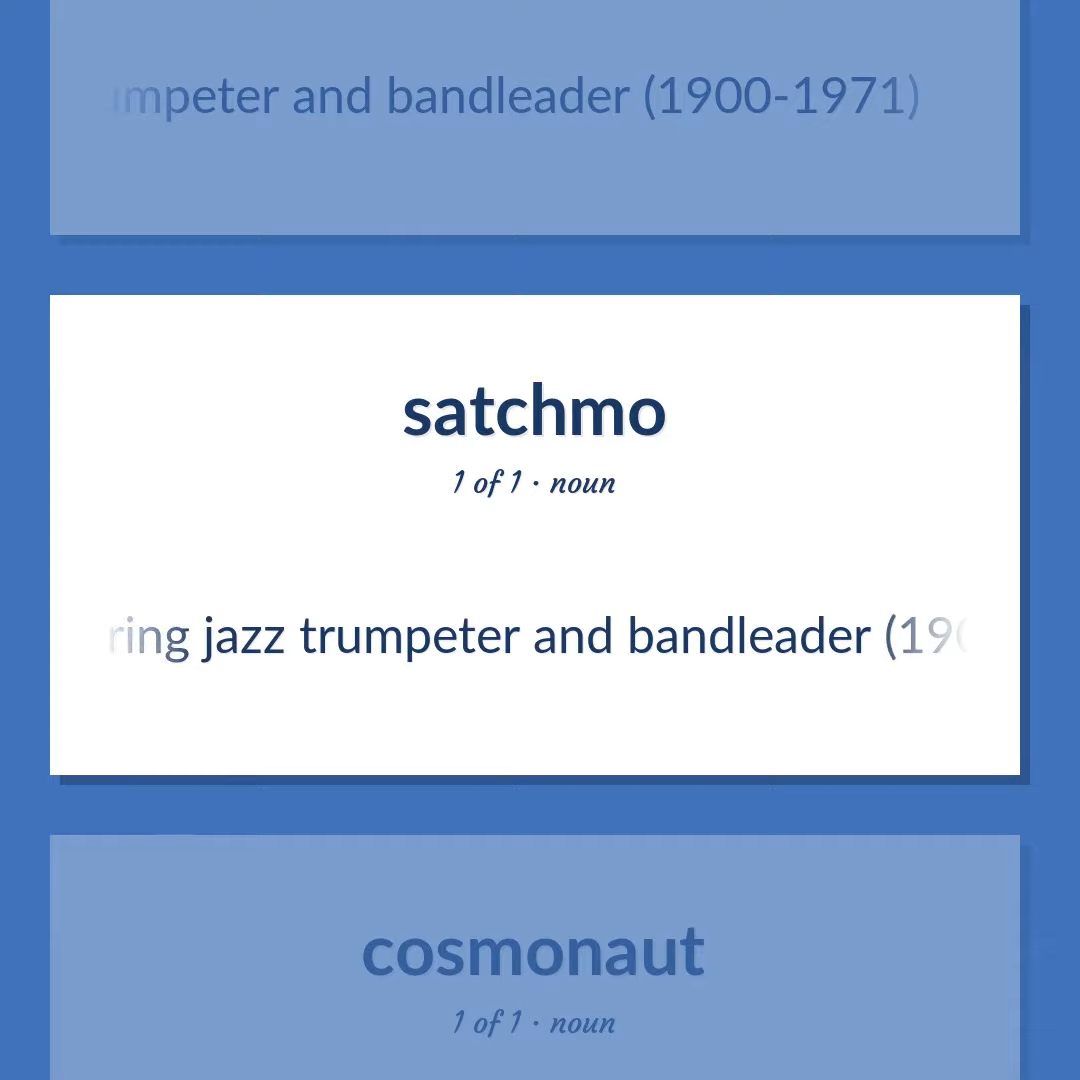 mpeter and bandleader (1900-1971)
satchmo
1 of 1 · noun
ring jazz trumpeter and bandleader (190
cosmonaut
1 of 1 · noun